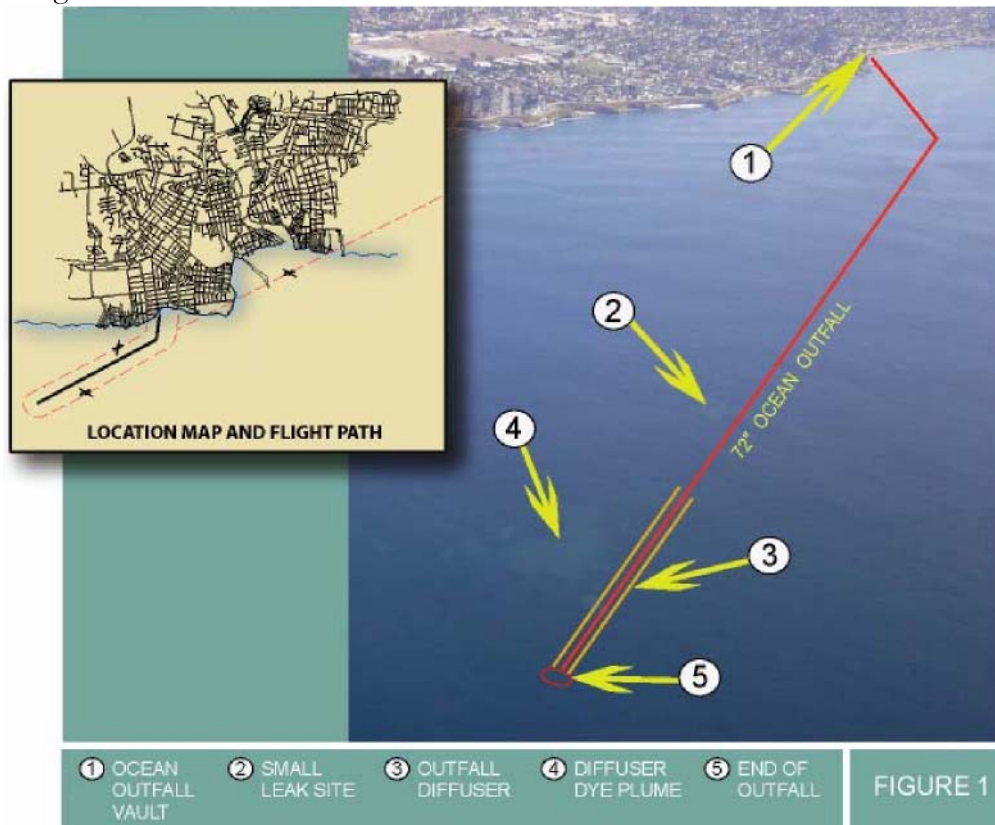 1
2
72" OCEAN OUTFALL
4
LOCATION MAP AND FLIGHT PATH
3
5
1 OCEAN OUTFALL VAULT
2 SMALL LEAK SITE
3 OUTFALL DIFFUSER
4 DIFFUSER DYE PLUME
5 END OF OUTFALL
FIGURE 1